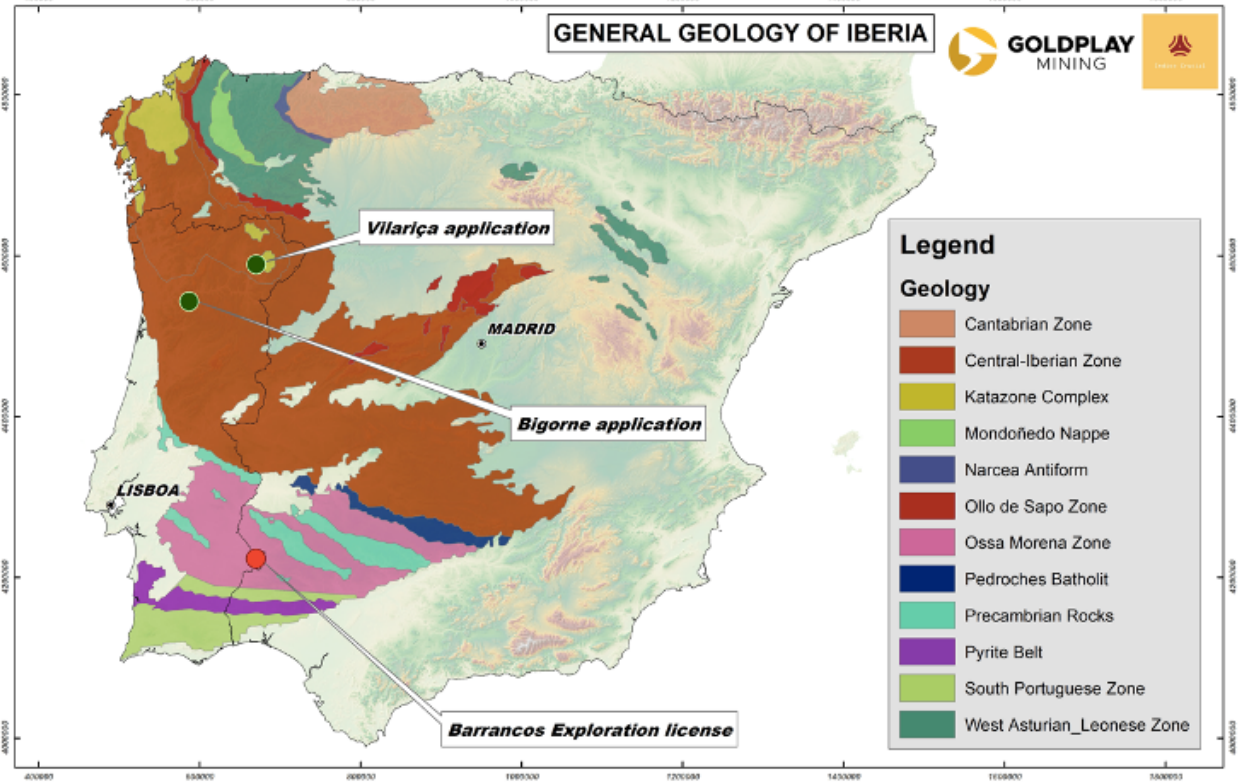 GENERAL GEOLOGY OF IBERIA
GOLDPLAY
MINING
Vilariça application
MADRID
Bigorne application
LISBOA
Barrancos Exploration license
Legend
Geology
Cantabrian Zone
Central-Iberian Zone
Katazone Complex
Mondoñedo Nappe
Narcea Antiform
Ollo de Sapo Zone
Ossa Morena Zone
Pedroches Batholit
Precambrian Rocks
Pyrite Belt
South Portuguese Zone
West Asturian_Leonese Zone